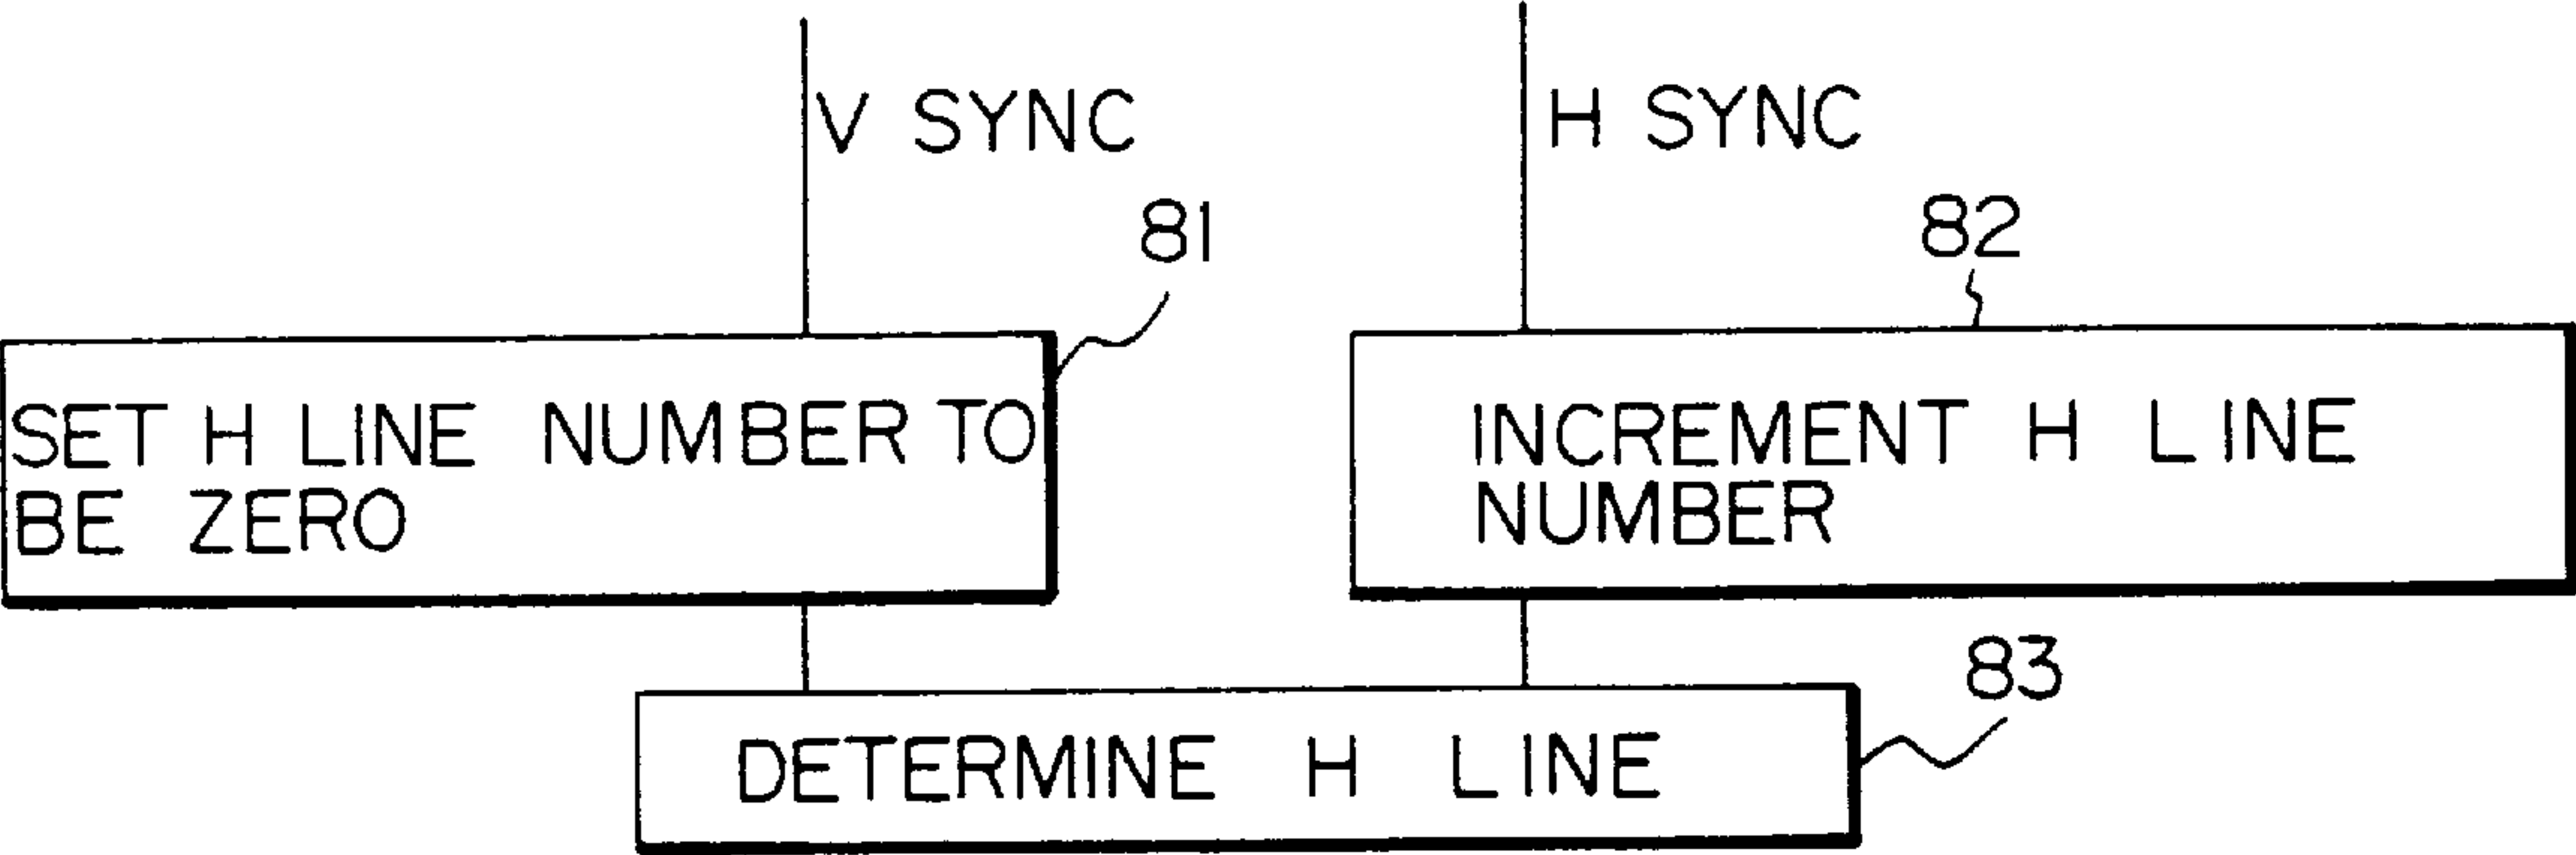 V SYNC
H SYNC
81
82
SET H LINE NUMBER TO
BE ZERO
INCREMENT H LINE
NUMBER
83
DETERMINE H LINE